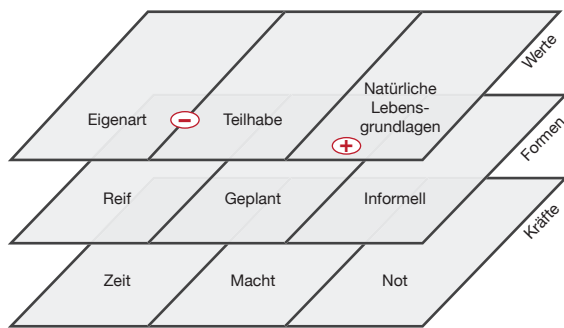 Werte
Natürliche
Lebens-
grundlagen
Eigenart
−
Teilhabe
+
Formen
Reif
Geplant
Informell
Kräfte
Zeit
Macht
Not